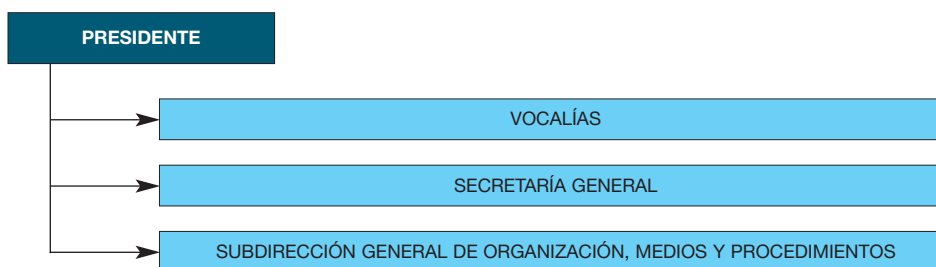 PRESIDENTE
VOCALÍAS
SECRETARÍA GENERAL
SUBDIRECCIÓN GENERAL DE ORGANIZACIÓN, MEDIOS Y PROCEDIMIENTOS